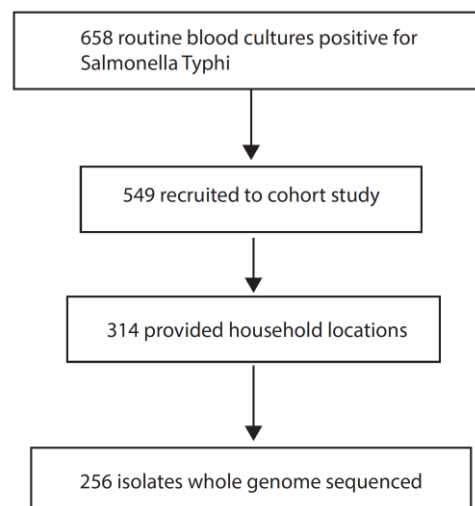 658 routine blood cultures positive for
Salmonella Typhi
549 recruited to cohort study
314 provided household locations
256 isolates whole genome sequenced